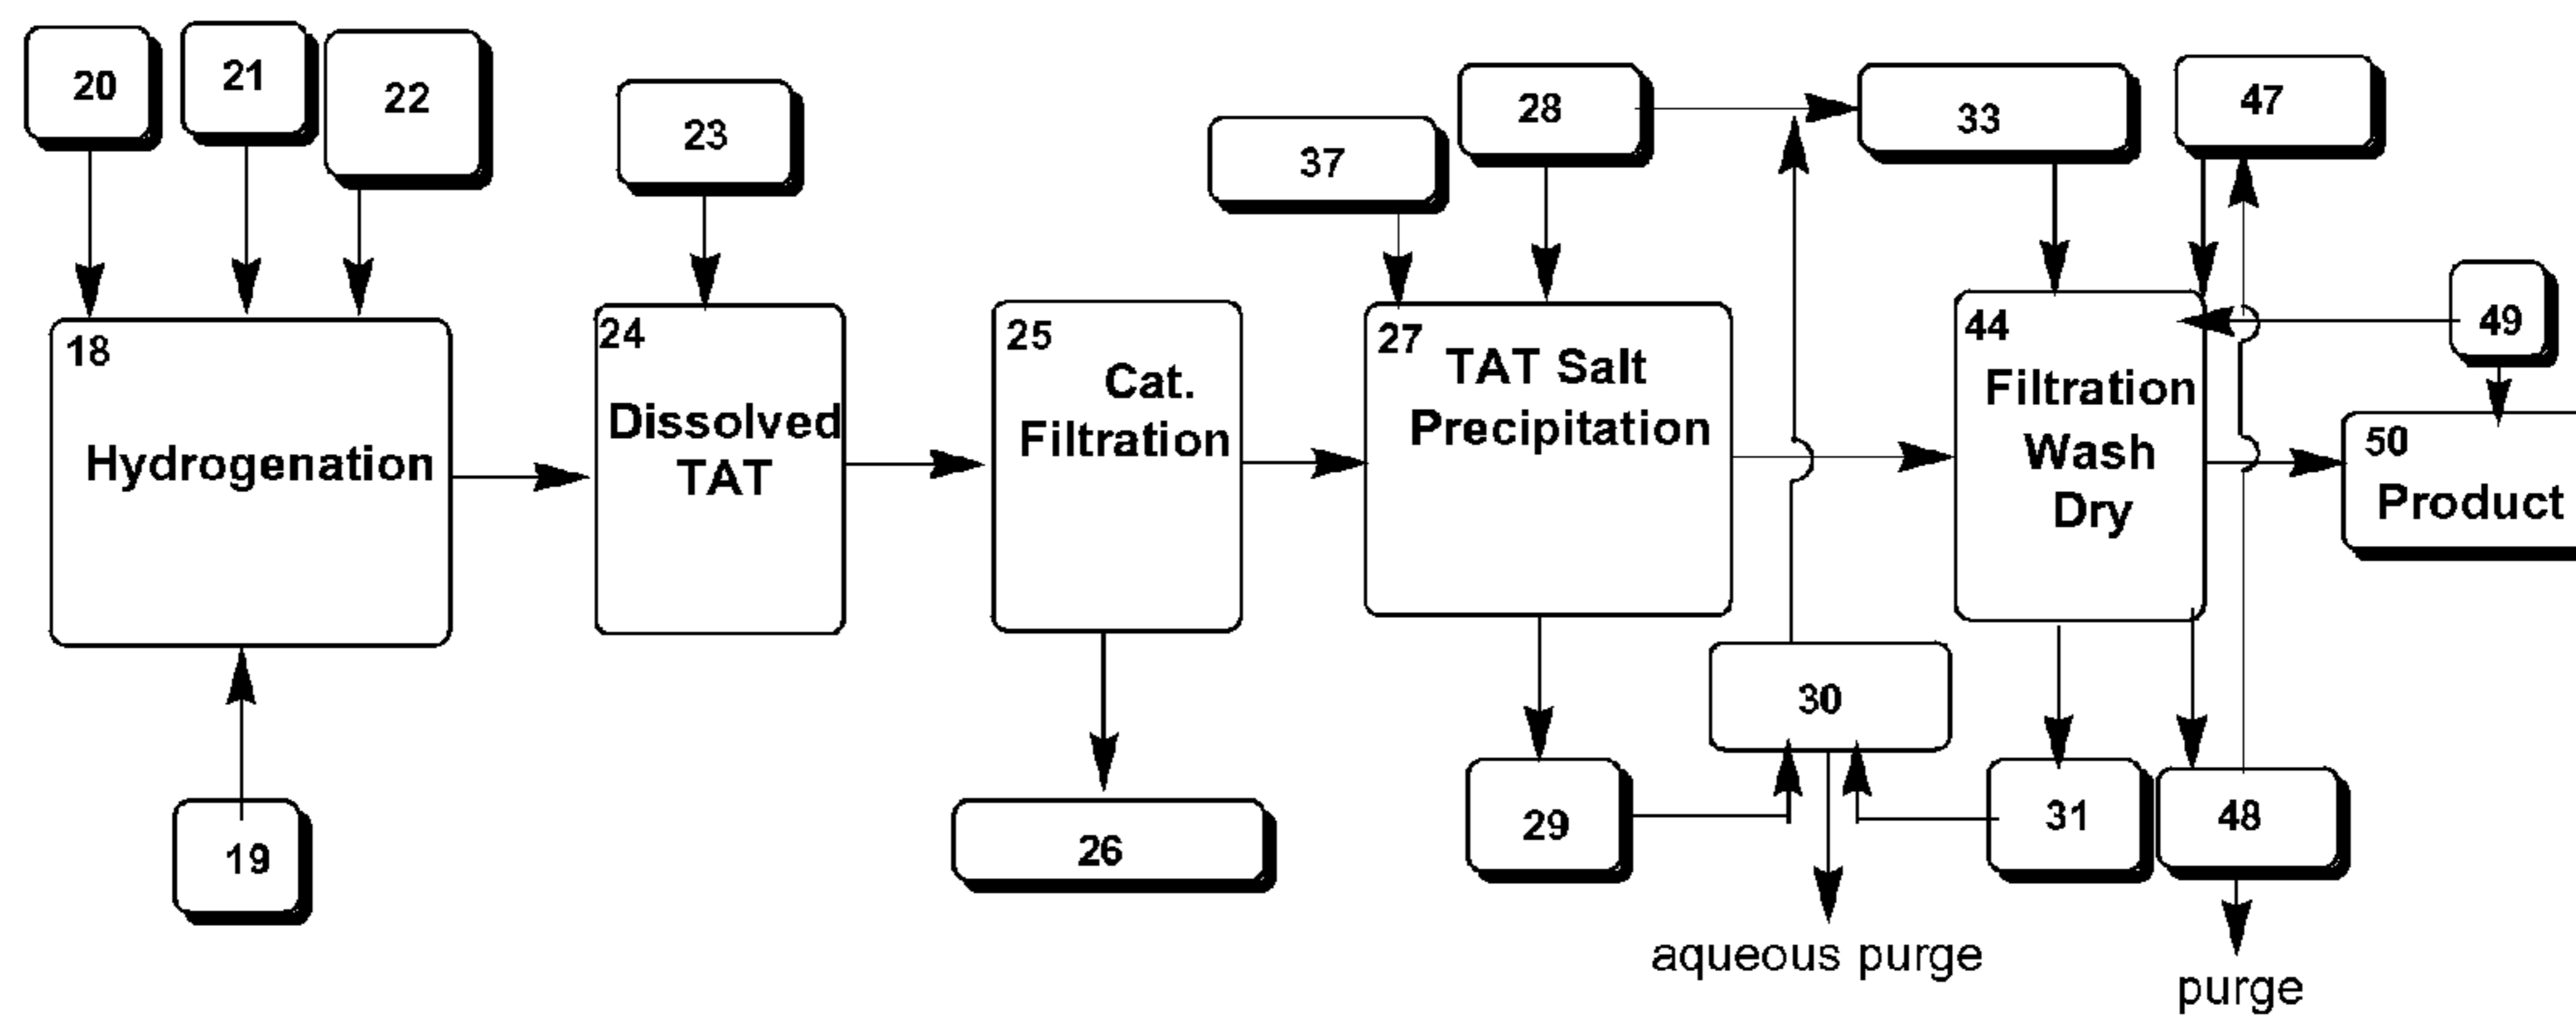 20
21
22
23
37
28
33
47
49
18
Hydrogenation
24
Dissolved
TAT
25
Cat.
Filtration
27
TAT Salt
Precipitation
44
Filtration
Wash
Dry
50
Product
19
26
29
30
31
48
aqueous purge
purge